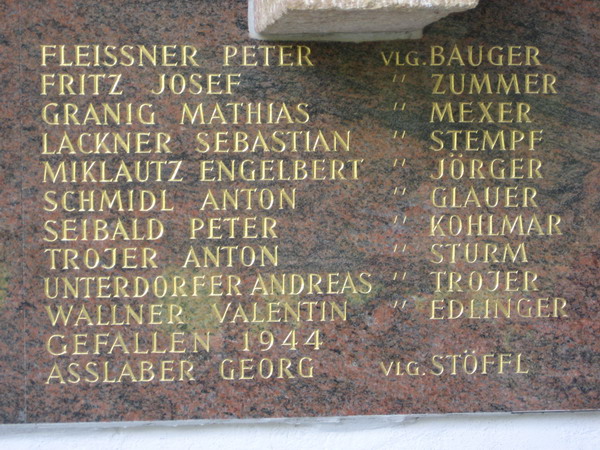 FLEISSNER PETER VLG. BAUGER
FRITZ JOSEF " ZUMMER
GRANIG MATHIAS " MEXER
LACKNER SEBASTIAN " STEMPF
MIKLAUTZ ENGELBERT " JÖRGER
SCHMIDL ANTON " GLAUER
SEIBALD PETER " KOHLMAR
TROJER ANTON " STURM
UNTERDORFER ANDREAS " TROJER
WALLNER VALENTIN " EDLINGER
GEFALLEN 1944
ASSLABER GEORG VLG. STÖFFL